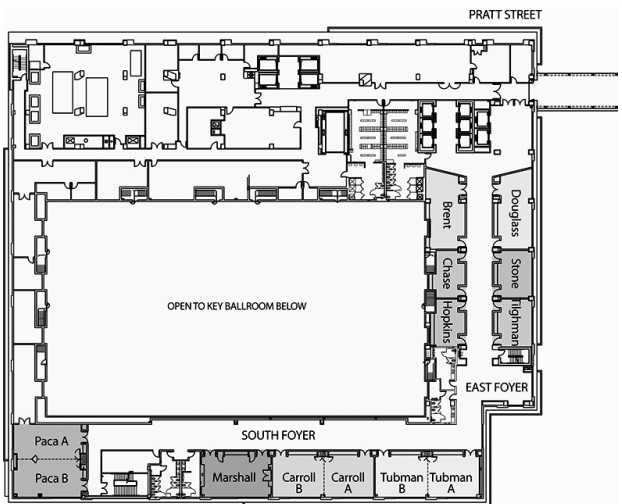 PRATT STREET
Brent
Douglass
Chase
Stone
Hopkins
Tighman
OPEN TO KEY BALLROOM BELOW
EAST FOYER
SOUTH FOYER
Paca A
Paca B
Marshall
Carroll
B
Carroll
A
Tubman
B
Tubman
A